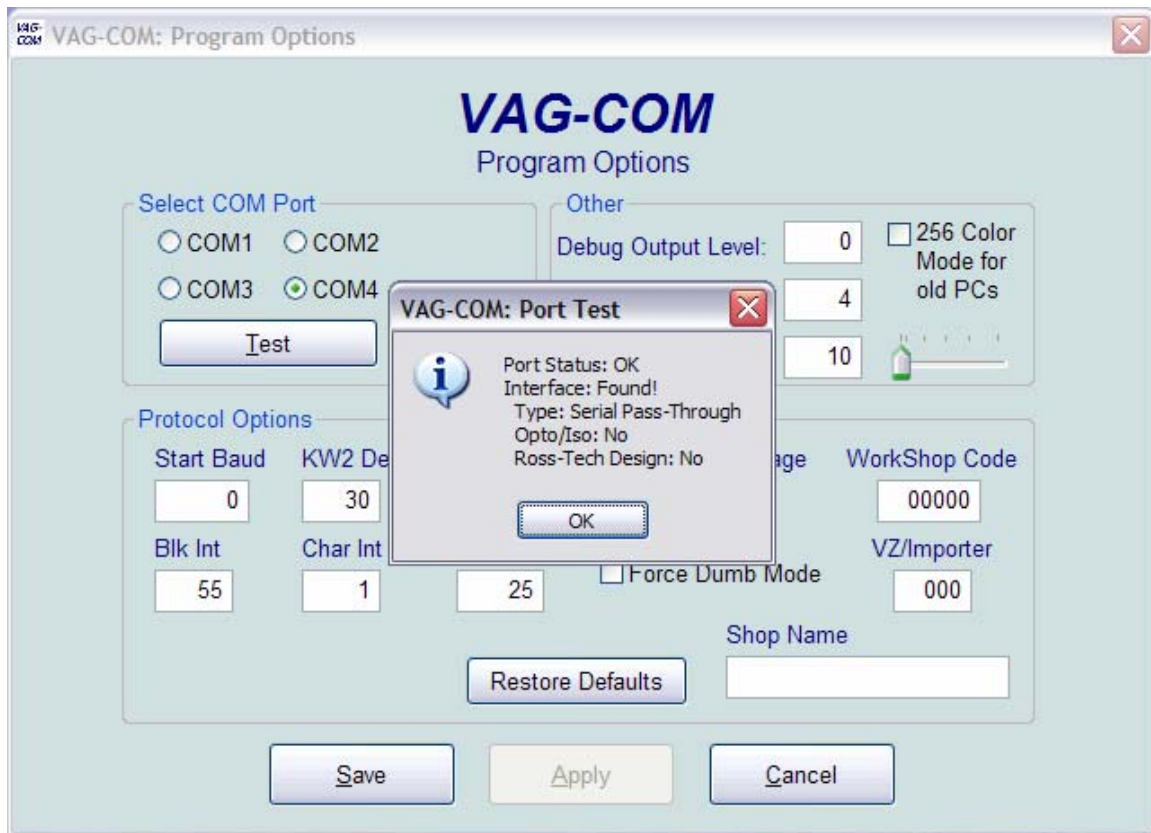 VAG-COM: Program Options
VAG-COM
Program Options
Select COM Port
COM1 COM2
COM3 COM4
Test
Other
Debug Output Level: 0
4
10
256 Color
Mode for
old PCs
VAG-COM: Port Test
Port Status: OK
Interface: Found!
Type: Serial Pass-Through
Opto/Iso: No
Ross-Tech Design: No
OK
Protocol Options
Start Baud KW2 De age WorkShop Code
0 30 00000
Blk Int Char Int VZ/Importer
55 1 25 Force Dumb Mode 000
Shop Name
Restore Defaults
Save Apply Cancel